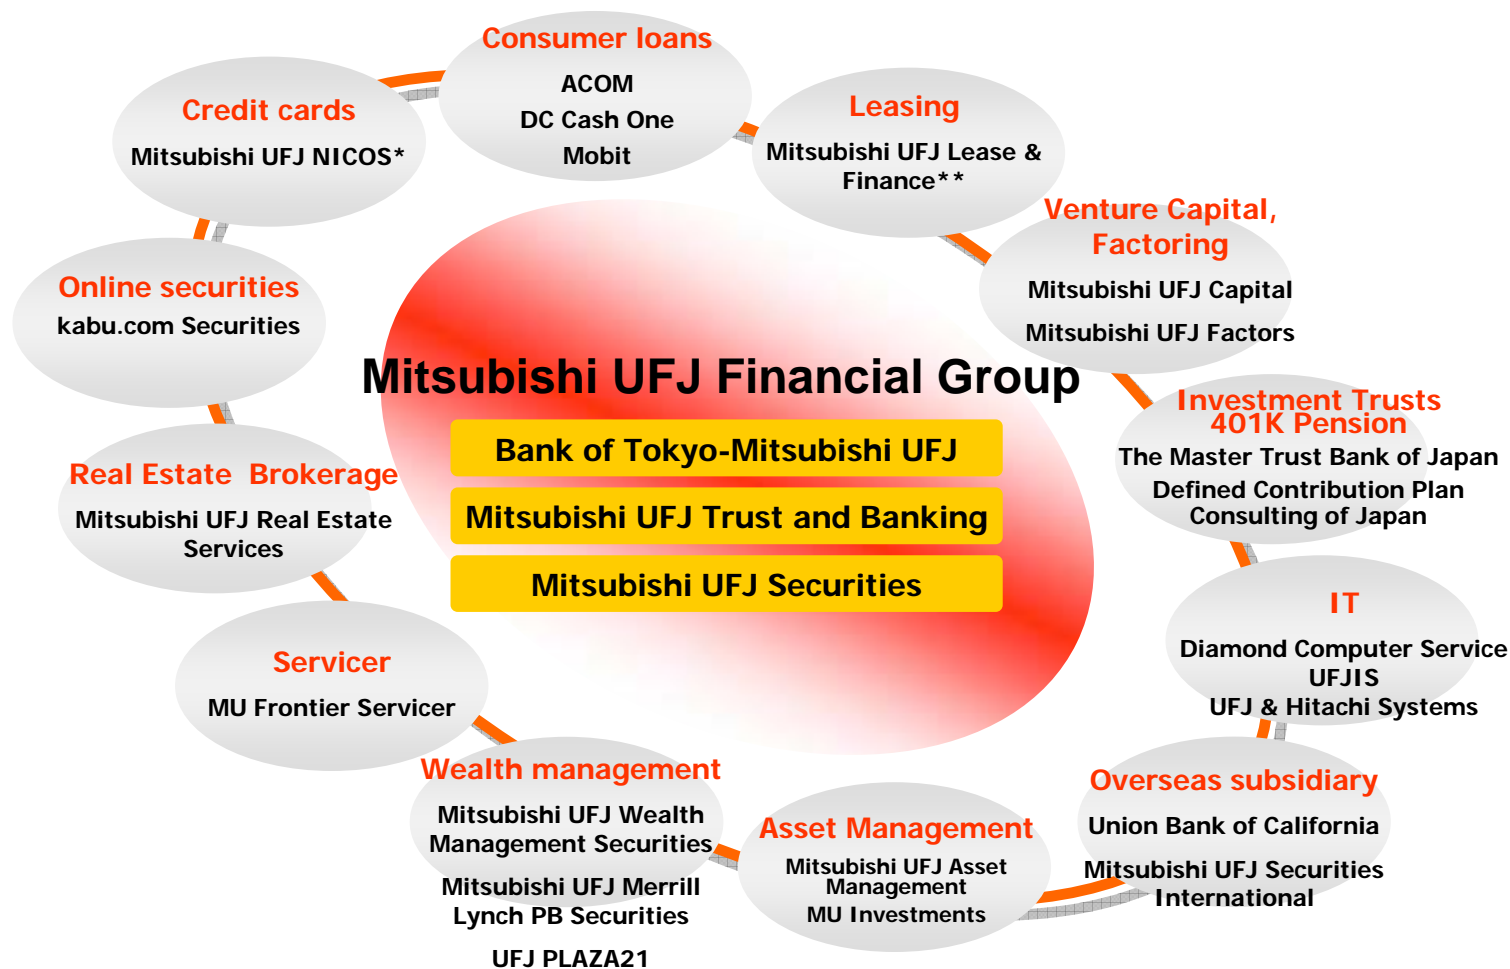 Consumer loans
ACOM
DC Cash One
Mobit
Credit cards
Mitsubishi UFJ NICOS*
Leasing
Mitsubishi UFJ Lease &
Finance**
Venture Capital,
Factoring
Mitsubishi UFJ Capital
Mitsubishi UFJ Factors
Online securities
kabu.com Securities
Mitsubishi UFJ Financial Group
Bank of Tokyo-Mitsubishi UFJ
Mitsubishi UFJ Trust and Banking
Mitsubishi UFJ Securities
Investment Trusts
401K Pension
The Master Trust Bank of Japan
Defined Contribution Plan
Consulting of Japan
Real Estate Brokerage
Mitsubishi UFJ Real Estate
Services
IT
Diamond Computer Service
UFJIS
UFJ & Hitachi Systems
Servicer
MU Frontier Servicer
Wealth management
Mitsubishi UFJ Wealth
Management Securities
Mitsubishi UFJ Merrill
Lynch PB Securities
UFJ PLAZA21
Asset Management
Mitsubishi UFJ Asset
Management
MU Investments
Overseas subsidiary
Union Bank of California
Mitsubishi UFJ Securities
International